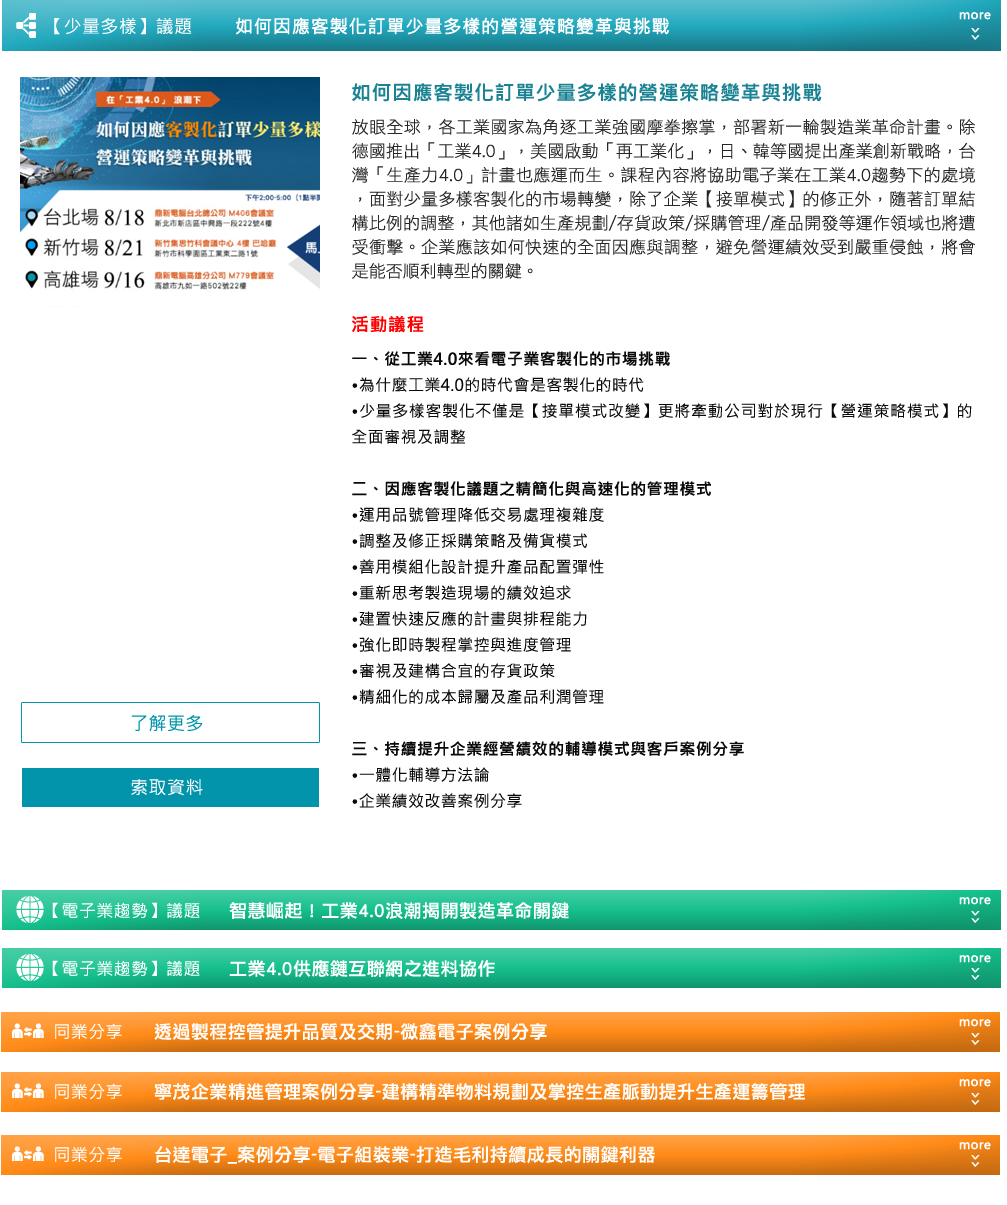 【少量多樣】議題 如何因應客製化訂單少量多樣的營運策略變革與挑戰 more
在「工業4.0」浪潮下
如何因應客製化訂單少量多樣
營運策略變革與挑戰
下午2:00-5:00 (1點半
台北場 8/18 鼎新電腦台北總公司 M406會議室
新北市新店區中興路一段222號4樓
新竹場 8/21 新竹集思竹科會議中心 4樓 巴哈廳
新竹市科學園區工業東二路1號
馬
高雄場 9/16 鼎新電腦高雄分公司 M779會議室
高雄市九如一路502號22樓
如何因應客製化訂單少量多樣的營運策略變革與挑戰
放眼全球，各工業國家為角逐工業強國摩拳擦掌，部署新一輪製造業革命計畫。除
德國推出「工業4.0」，美國啟動「再工業化」，日、韓等國提出產業創新戰略，台
灣「生產力4.0」計畫也應運而生。課程內容將協助電子業在工業4.0趨勢下的處境
，面對少量多樣客製化的市場轉變，除了企業【接單模式】的修正外，隨著訂單結
構比例的調整，其他諸如生產規劃/存貨政策/採購管理/產品開發等運作領域也將遭
受衝擊。企業應該如何快速的全面因應與調整，避免營運績效受到嚴重侵蝕，將會
是能否順利轉型的關鍵。
活動議程
一、從工業4.0來看電子業客製化的市場挑戰
•為什麼工業4.0的時代會是客製化的時代
•少量多樣客製化不僅是【接單模式改變】更將牽動公司對於現行【營運策略模式】的
全面審視及調整
二、因應客製化議題之精簡化與高速化的管理模式
•運用品號管理降低交易處理複雜度
•調整及修正採購策略及備貨模式
•善用模組化設計提升產品配置彈性
•重新思考製造現場的績效追求
•建置快速反應的計畫與排程能力
•強化即時製程掌控與進度管理
•審視及建構合宜的存貨政策
•精細化的成本歸屬及產品利潤管理
三、持續提升企業經營績效的輔導模式與客戶案例分享
•一體化輔導方法論
•企業績效改善案例分享
了解更多
索取資料
【電子業趨勢】議題 智慧崛起！工業4.0浪潮揭開製造革命關鍵 more
【電子業趨勢】議題 工業4.0供應鏈互聯網之進料協作 more
同業分享 透過製程控管提升品質及交期-微鑫電子案例分享 more
同業分享 寧茂企業精進管理案例分享-建構精準物料規劃及掌控生產脈動提升生產運籌管理 more
同業分享 台達電子_案例分享-電子組裝業-打造毛利持續成長的關鍵利器 more